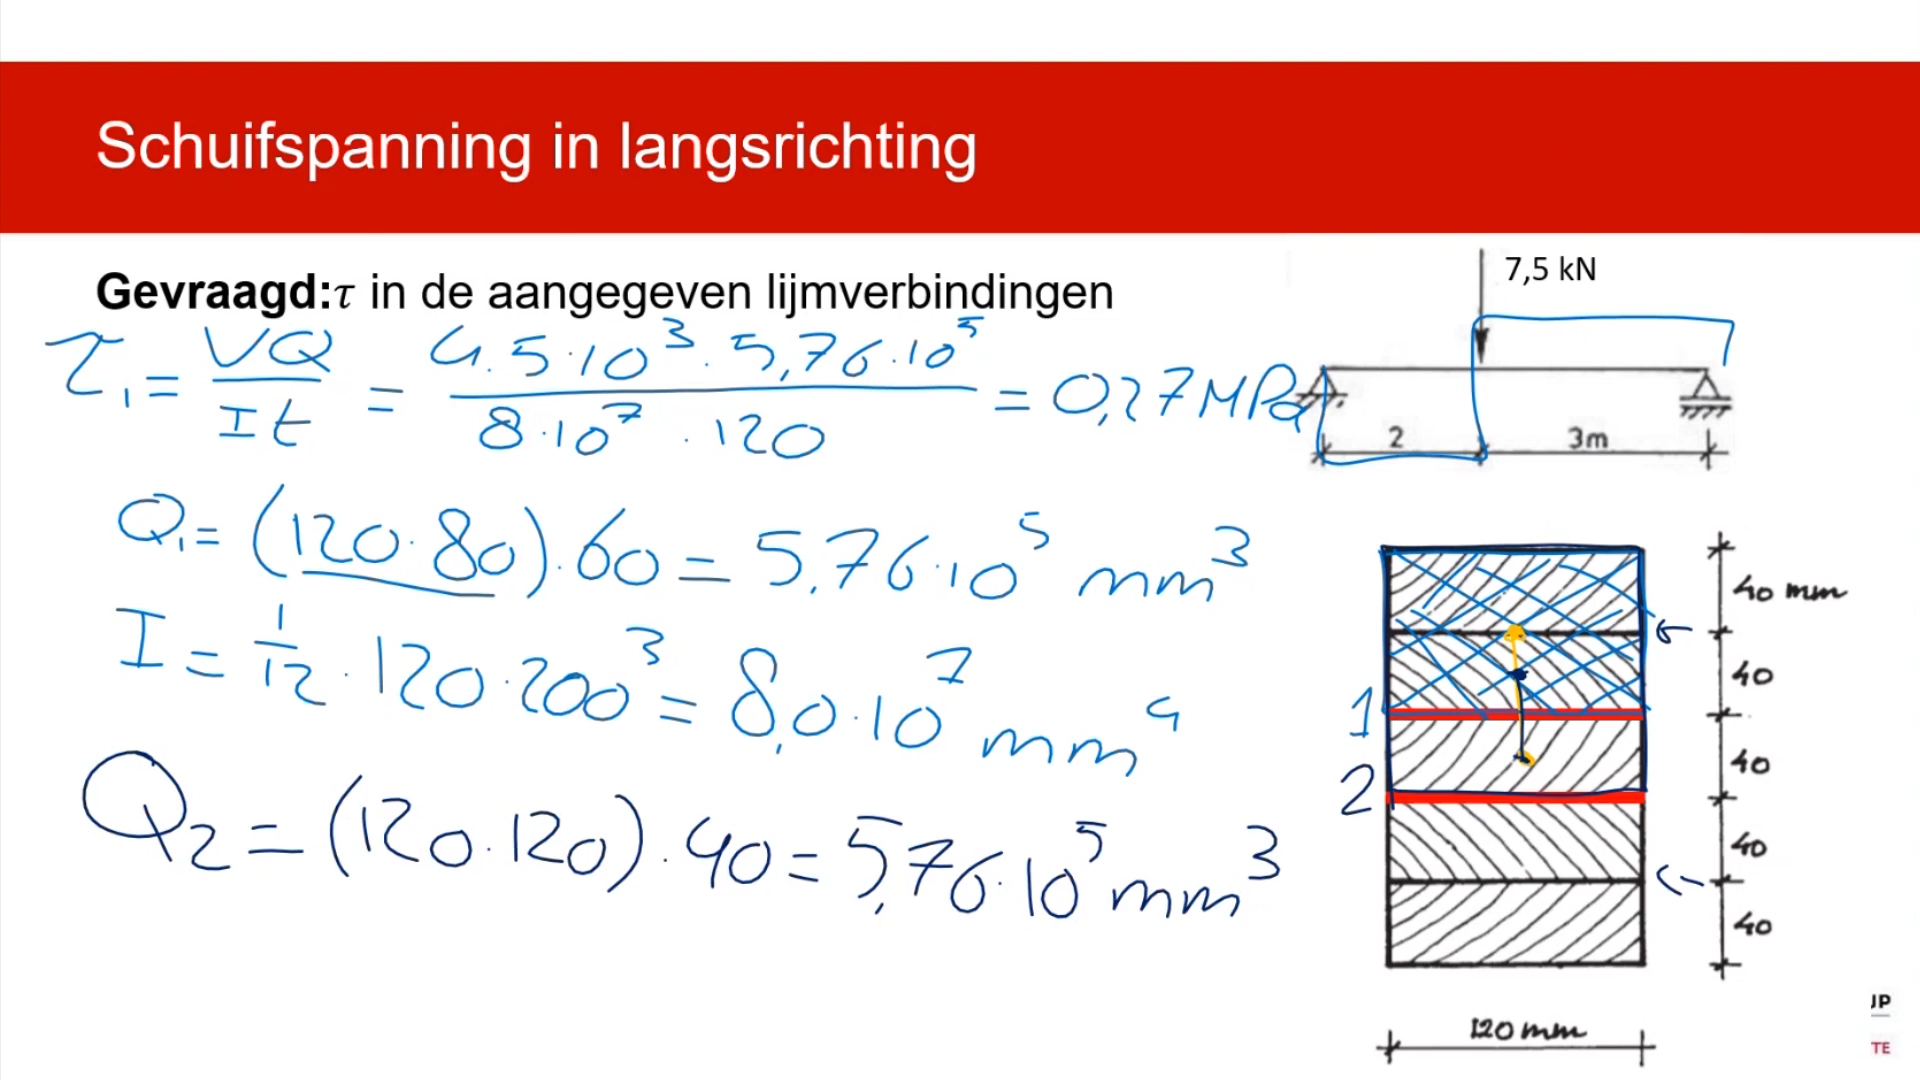 Schuifspanning in langsrichting
Gevraagd:τ in de aangegeven lijmverbindingen
τ₁ = VQ / It = 4.5·10³ · 5,76·10⁵ / 8·10⁷ · 120 = 0,27 MPa
Q₁ = (120·80)·60 = 5,76·10⁵ mm³
I = 1/12 · 120·200³ = 8,0·10⁷ mm⁴
Q₂ = (120·120)·40 = 5,76·10⁵ mm³
7,5 kN
2 3m
40 mm
40
1
40
2
40
40
120 mm
JP
TE